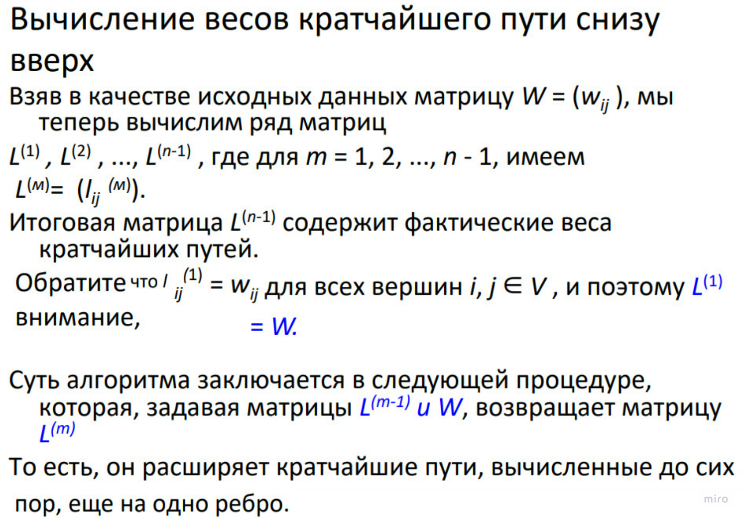 Вычисление весов кратчайшего пути снизу
вверх
Взяв в качестве исходных данных матрицу W = (wij ), мы
теперь вычислим ряд матриц
L(1) , L(2) , ..., L(n-1) , где для m = 1, 2, ..., n - 1, имеем
L(м)= (lij (м)).
Итоговая матрица L(n-1) содержит фактические веса
кратчайших путей.
Обратите что l ij(1) = wij для всех вершин i, j ∈ V , и поэтому L(1)
внимание, = W.
Суть алгоритма заключается в следующей процедуре,
которая, задавая матрицы L(m-1) и W, возвращает матрицу
L(m)
То есть, он расширяет кратчайшие пути, вычисленные до сих
пор, еще на одно ребро.
miro